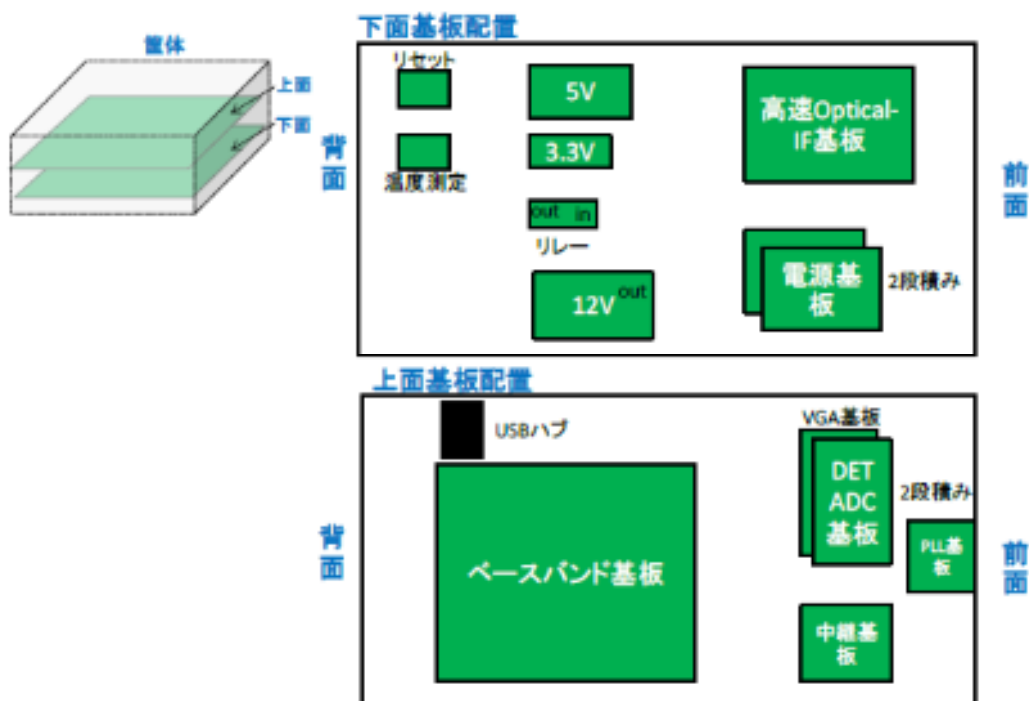 筐体
上面
下面
下面基板配置
リセット
温度測定
5V
3.3V
out in
リレー
12V out
高速Optical-
IF基板
電源基
板
2段積み
背
面
前
面
上面基板配置
USBハブ
ベースバンド基板
VGA基板
DET
ADC
基板
2段積み
PLL基
板
中継基
板
背
面
前
面